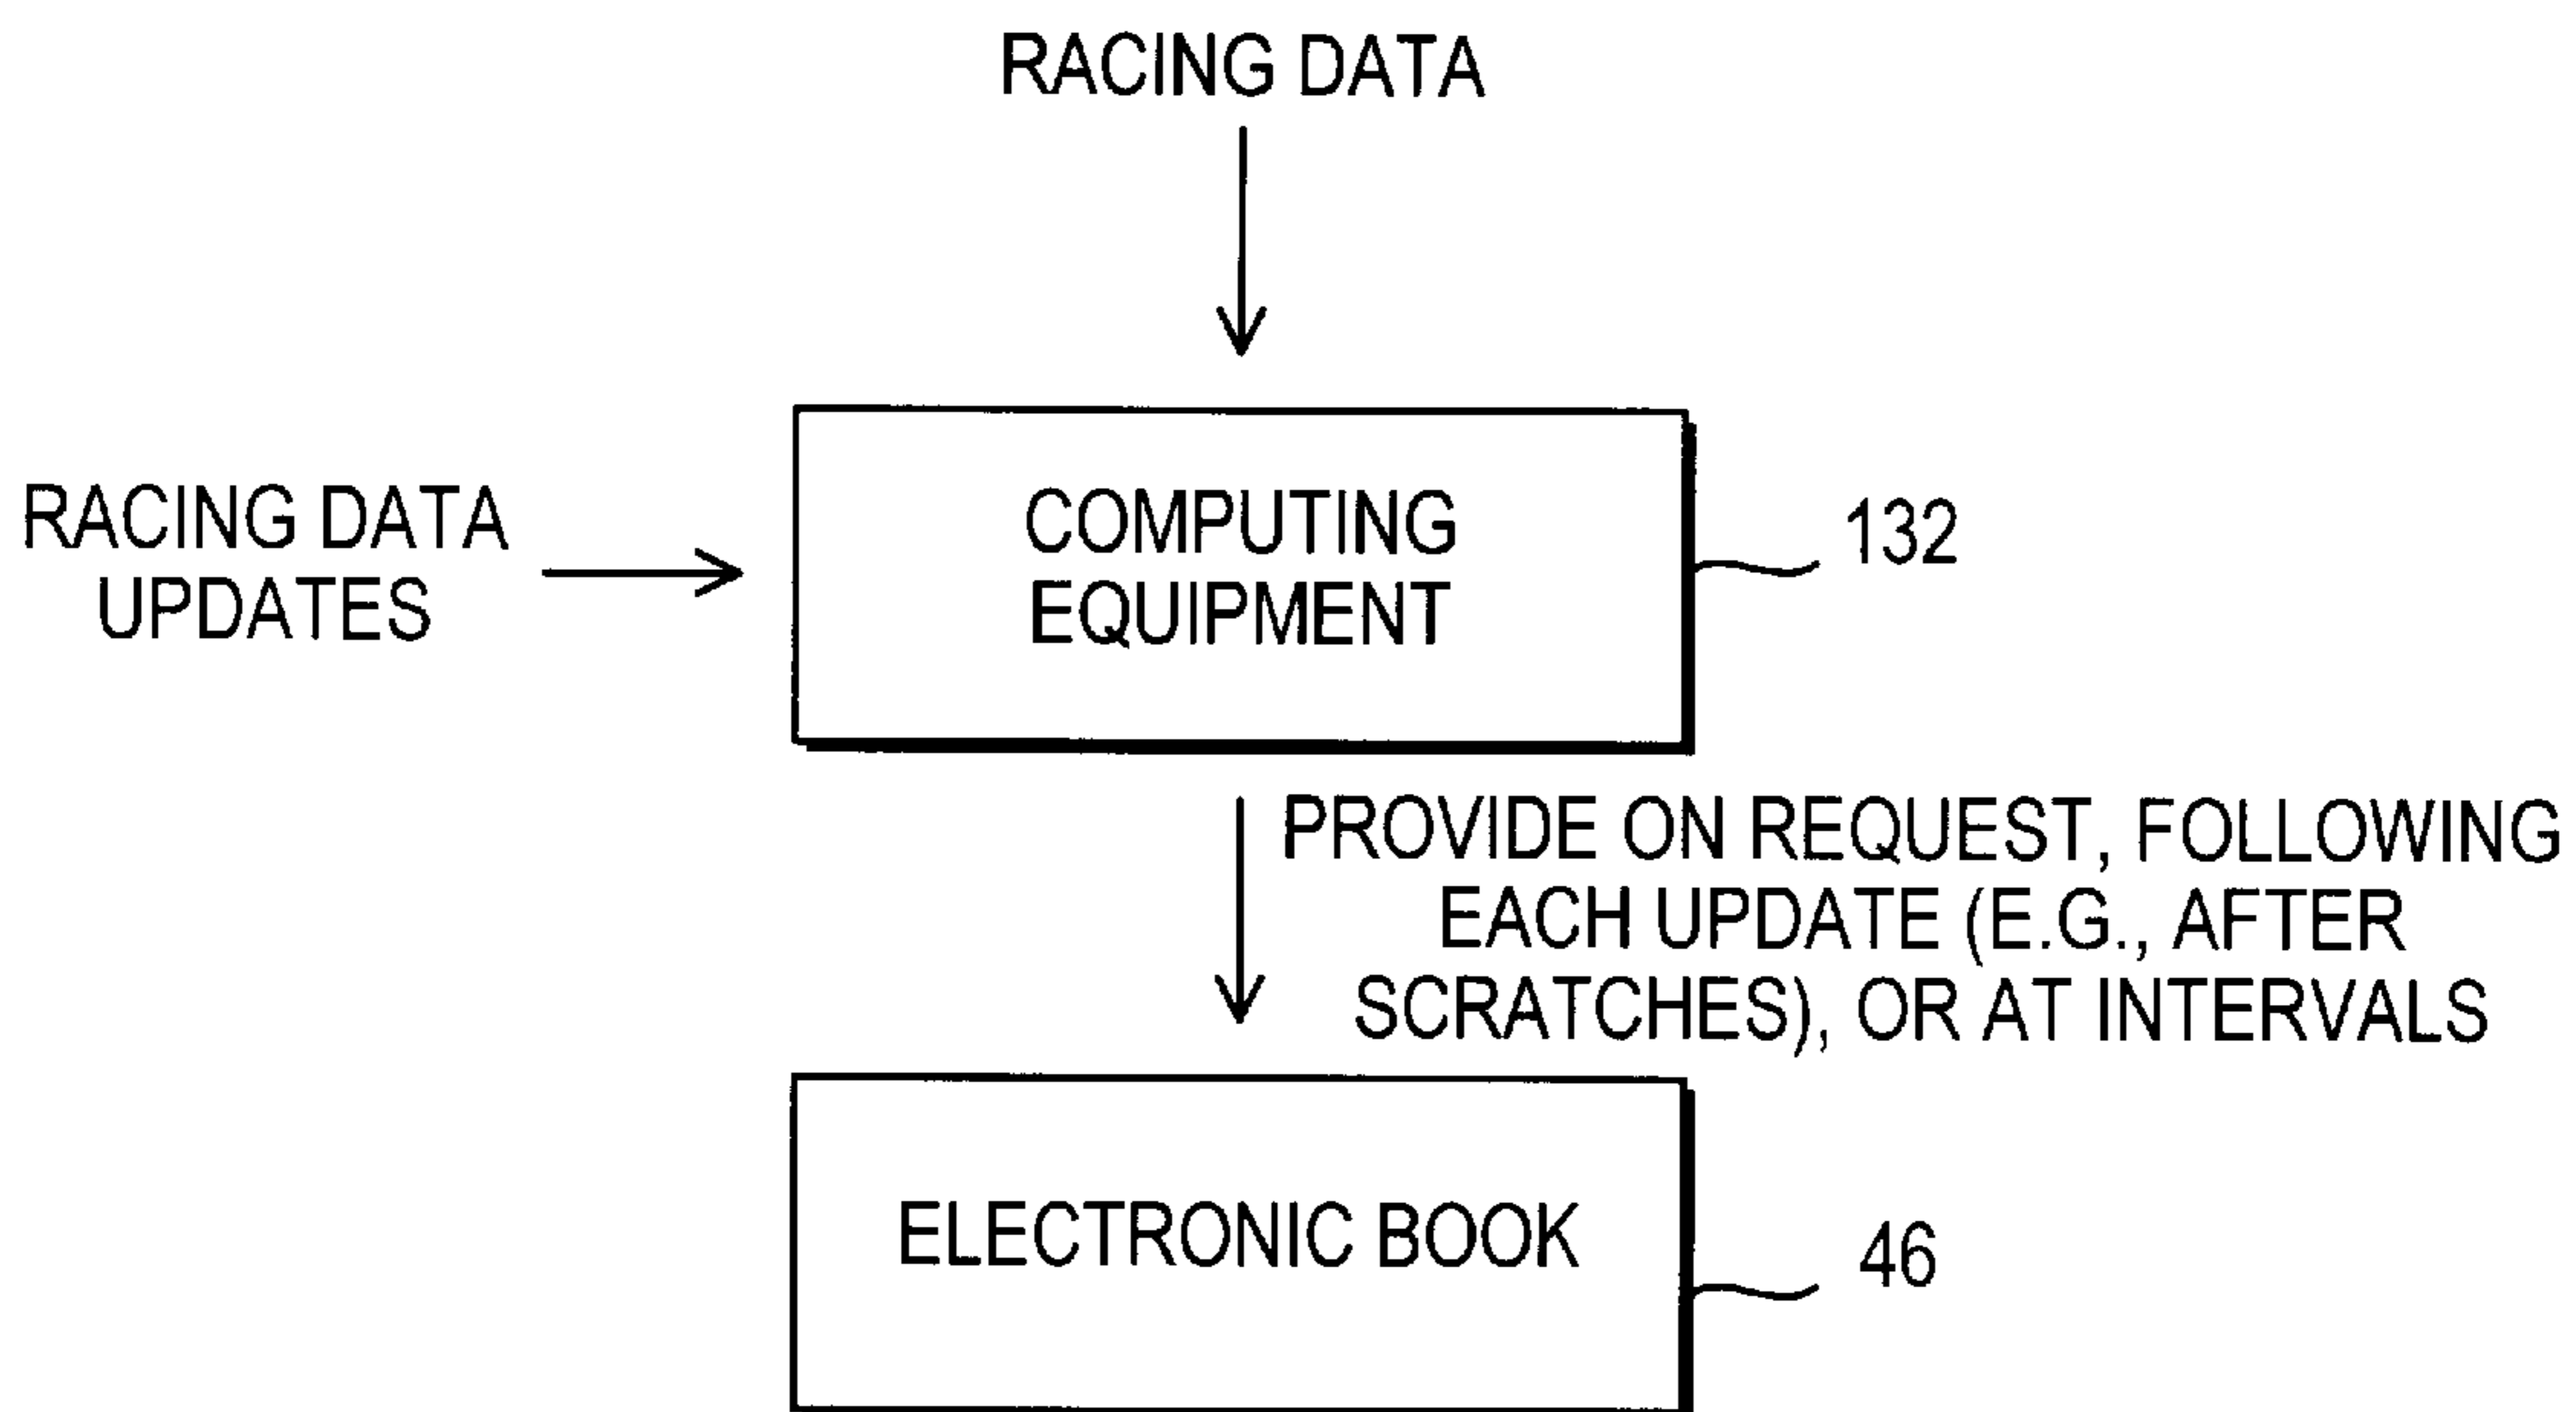 RACING DATA
RACING DATA
UPDATES
COMPUTING
EQUIPMENT
132
PROVIDE ON REQUEST, FOLLOWING
EACH UPDATE (E.G., AFTER
SCRATCHES), OR AT INTERVALS
ELECTRONIC BOOK
46